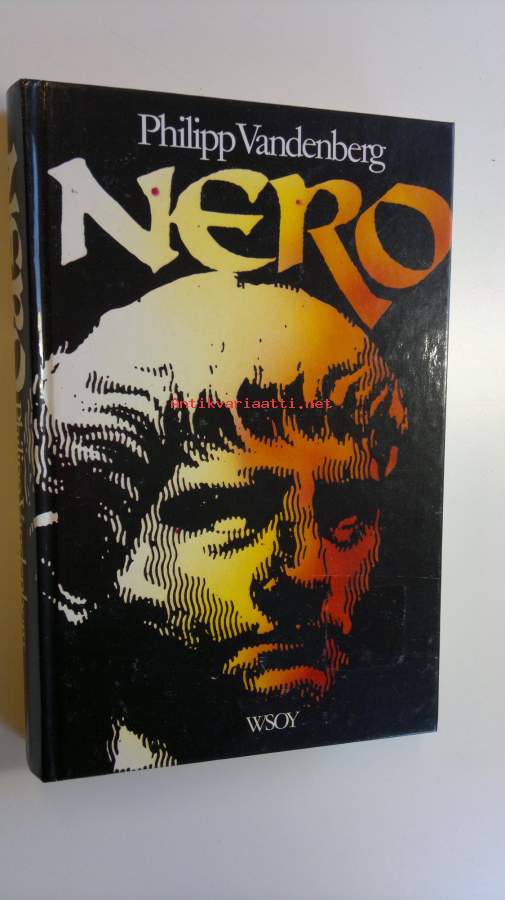 Philipp Vandenberg
NERO
Antikvariaatti.net
WSOY